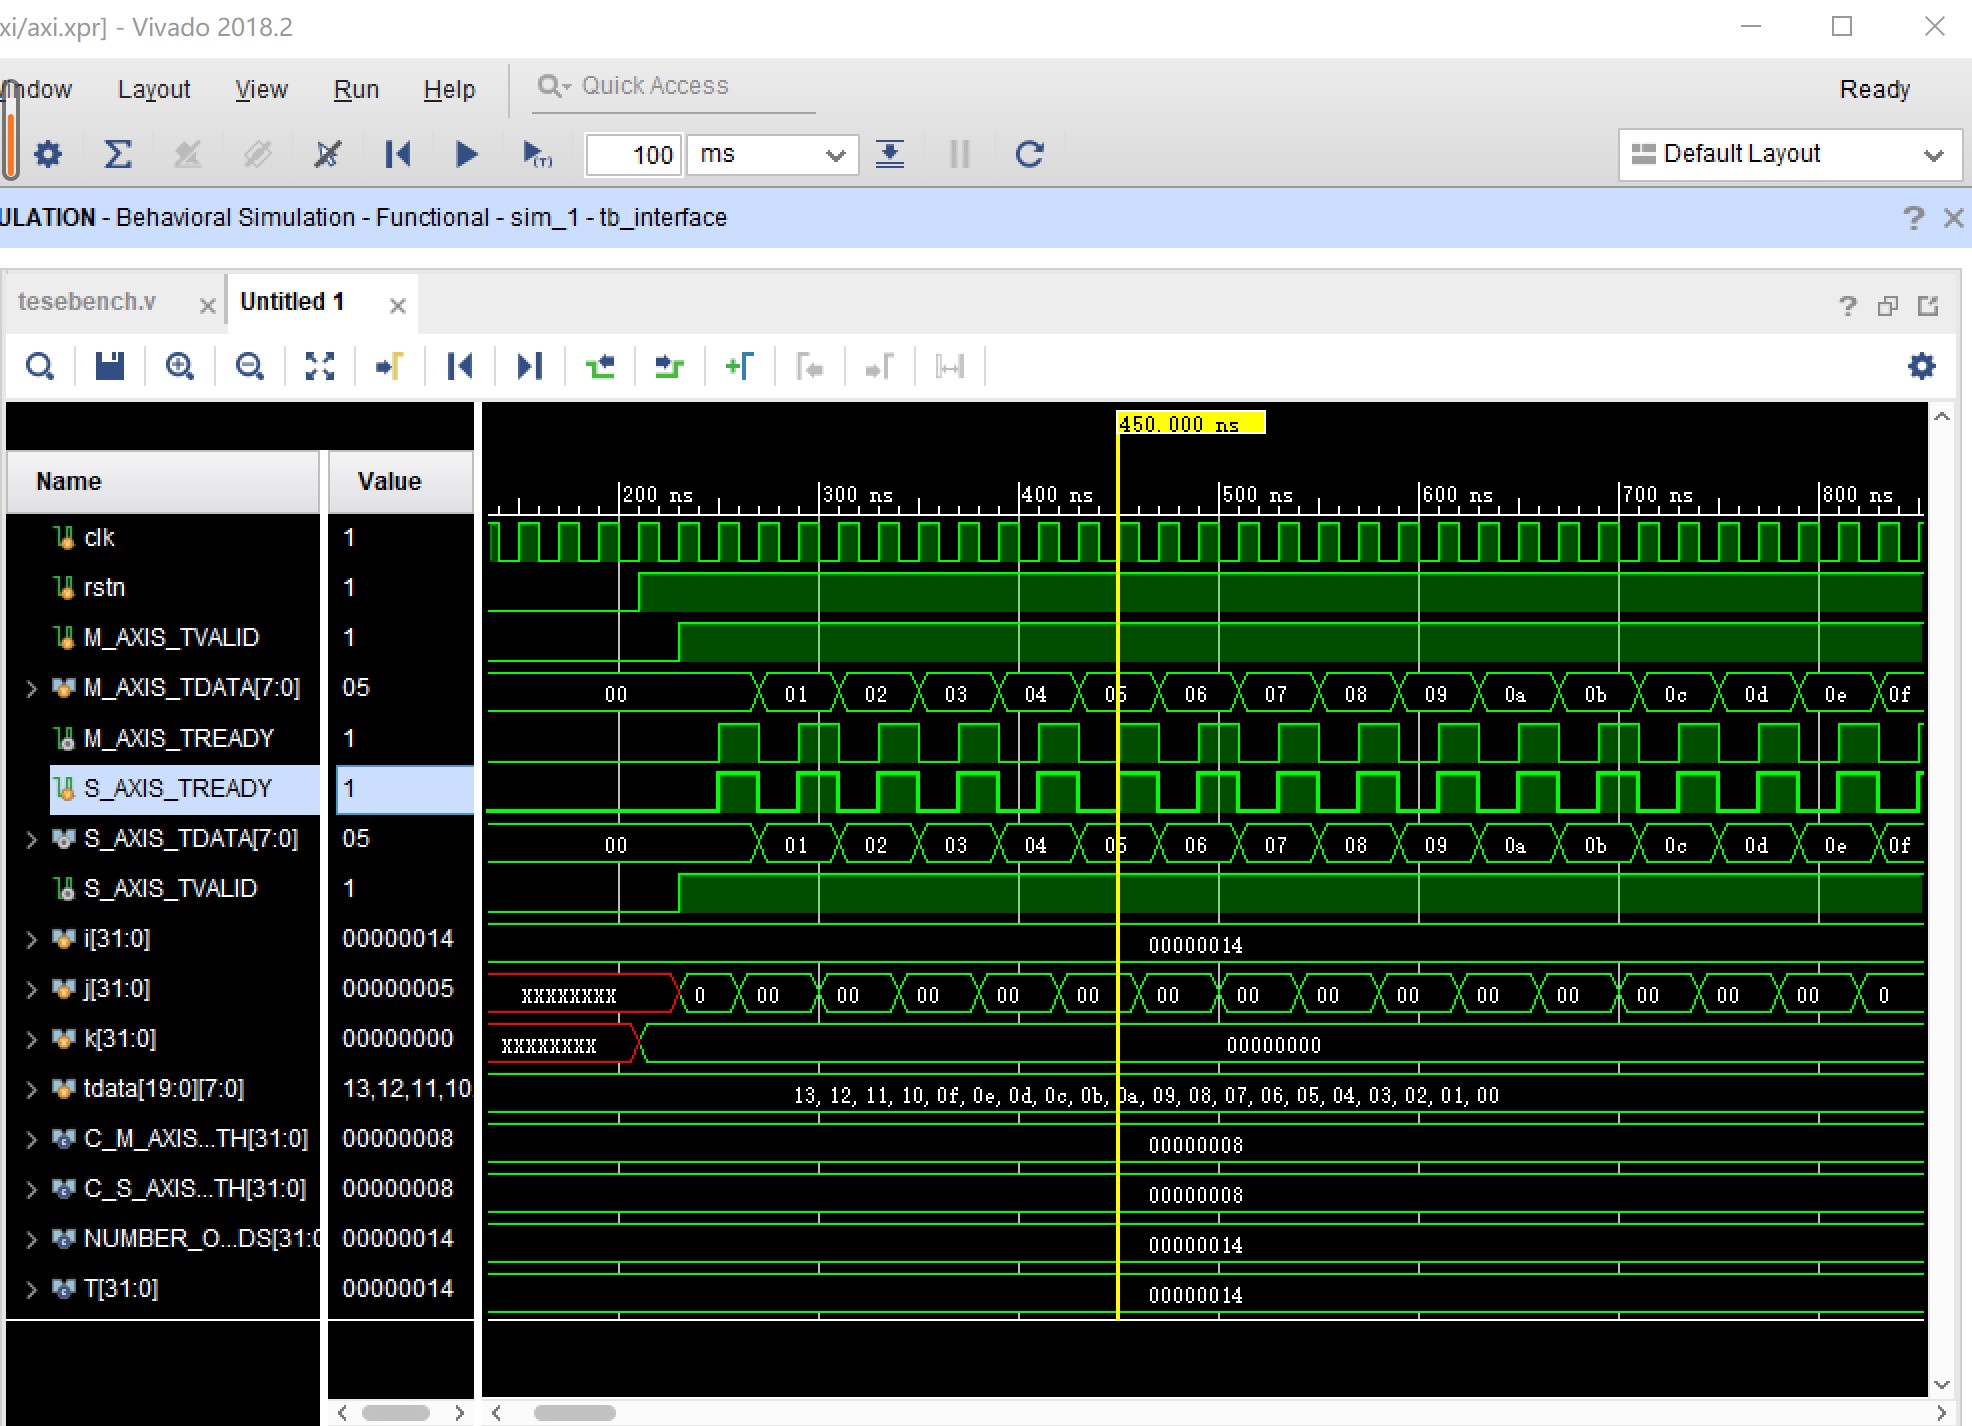 xi/axi.xpr] - Vivado 2018.2
indow Layout View Run Help Quick Access Ready
(T) 100 ms Default Layout
ULATION - Behavioral Simulation - Functional - sim_1 - tb_interface
tesebench.v Untitled 1
450.000 ns
Name Value
200 ns 300 ns 400 ns 500 ns 600 ns 700 ns 800 ns
clk 1
rstn 1
M_AXIS_TVALID 1
M_AXIS_TDATA[7:0] 05 00 01 02 03 04 05 06 07 08 09 0a 0b 0c 0d 0e 0f
M_AXIS_TREADY 1
S_AXIS_TREADY 1
S_AXIS_TDATA[7:0] 05 00 01 02 03 04 05 06 07 08 09 0a 0b 0c 0d 0e 0f
S_AXIS_TVALID 1
i[31:0] 00000014 00000014
j[31:0] 00000005 XXXXXXXX 0 00 00 00 00 00 00 00 00 00 00 00 00 00 00 0
k[31:0] 00000000 XXXXXXXX 00000000
tdata[19:0][7:0] 13,12,11,10 13,12,11,10,0f,0e,0d,0c,0b,0a,09,08,07,06,05,04,03,02,01,00
C_M_AXIS...TH[31:0] 00000008 00000008
C_S_AXIS...TH[31:0] 00000008 00000008
NUMBER_O...DS[31:0 00000014 00000014
T[31:0] 00000014 00000014